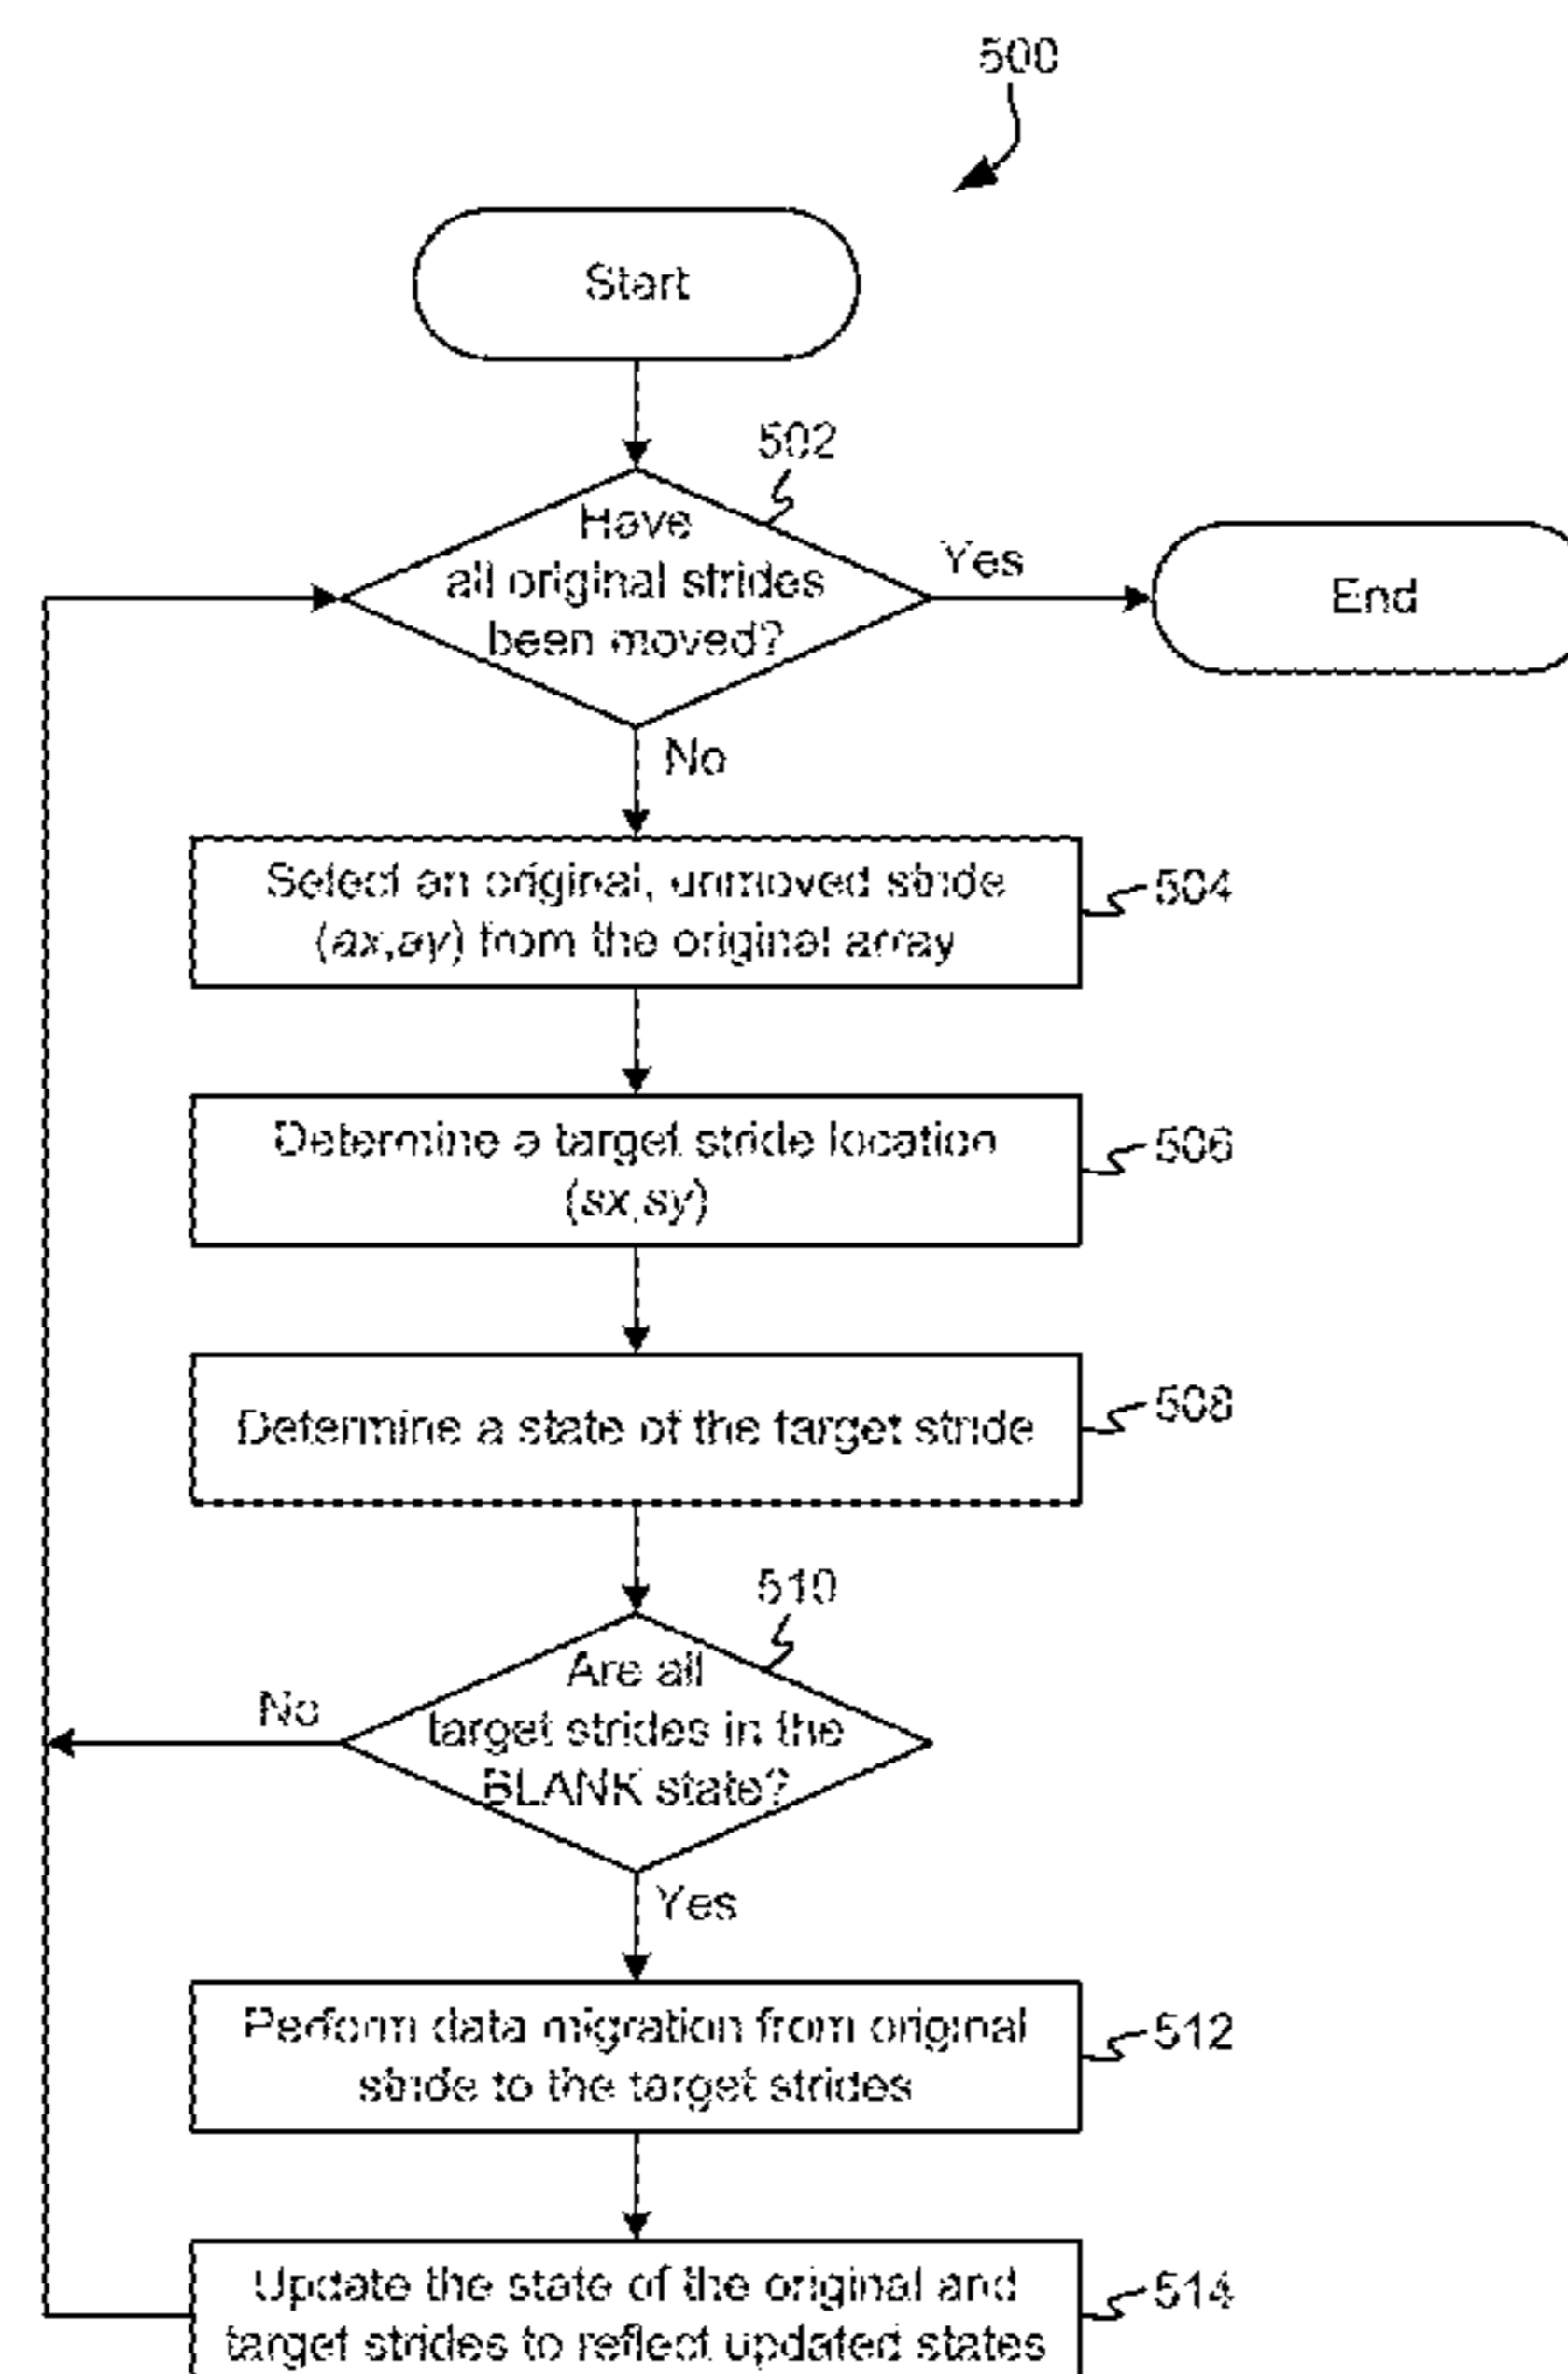 500
Start
502
Have
all original strides
been moved?
Yes
End
No
Select an original, unmoved stride
(ax,ay) from the original array
504
Determine a target stride location
(sx,sy)
506
Determine a state of the target stride
508
510
Are all
target strides in the
BLANK state?
No
Yes
Perform data migration from original
stride to the target strides
512
Update the state of the original and
target strides to reflect updated states
514